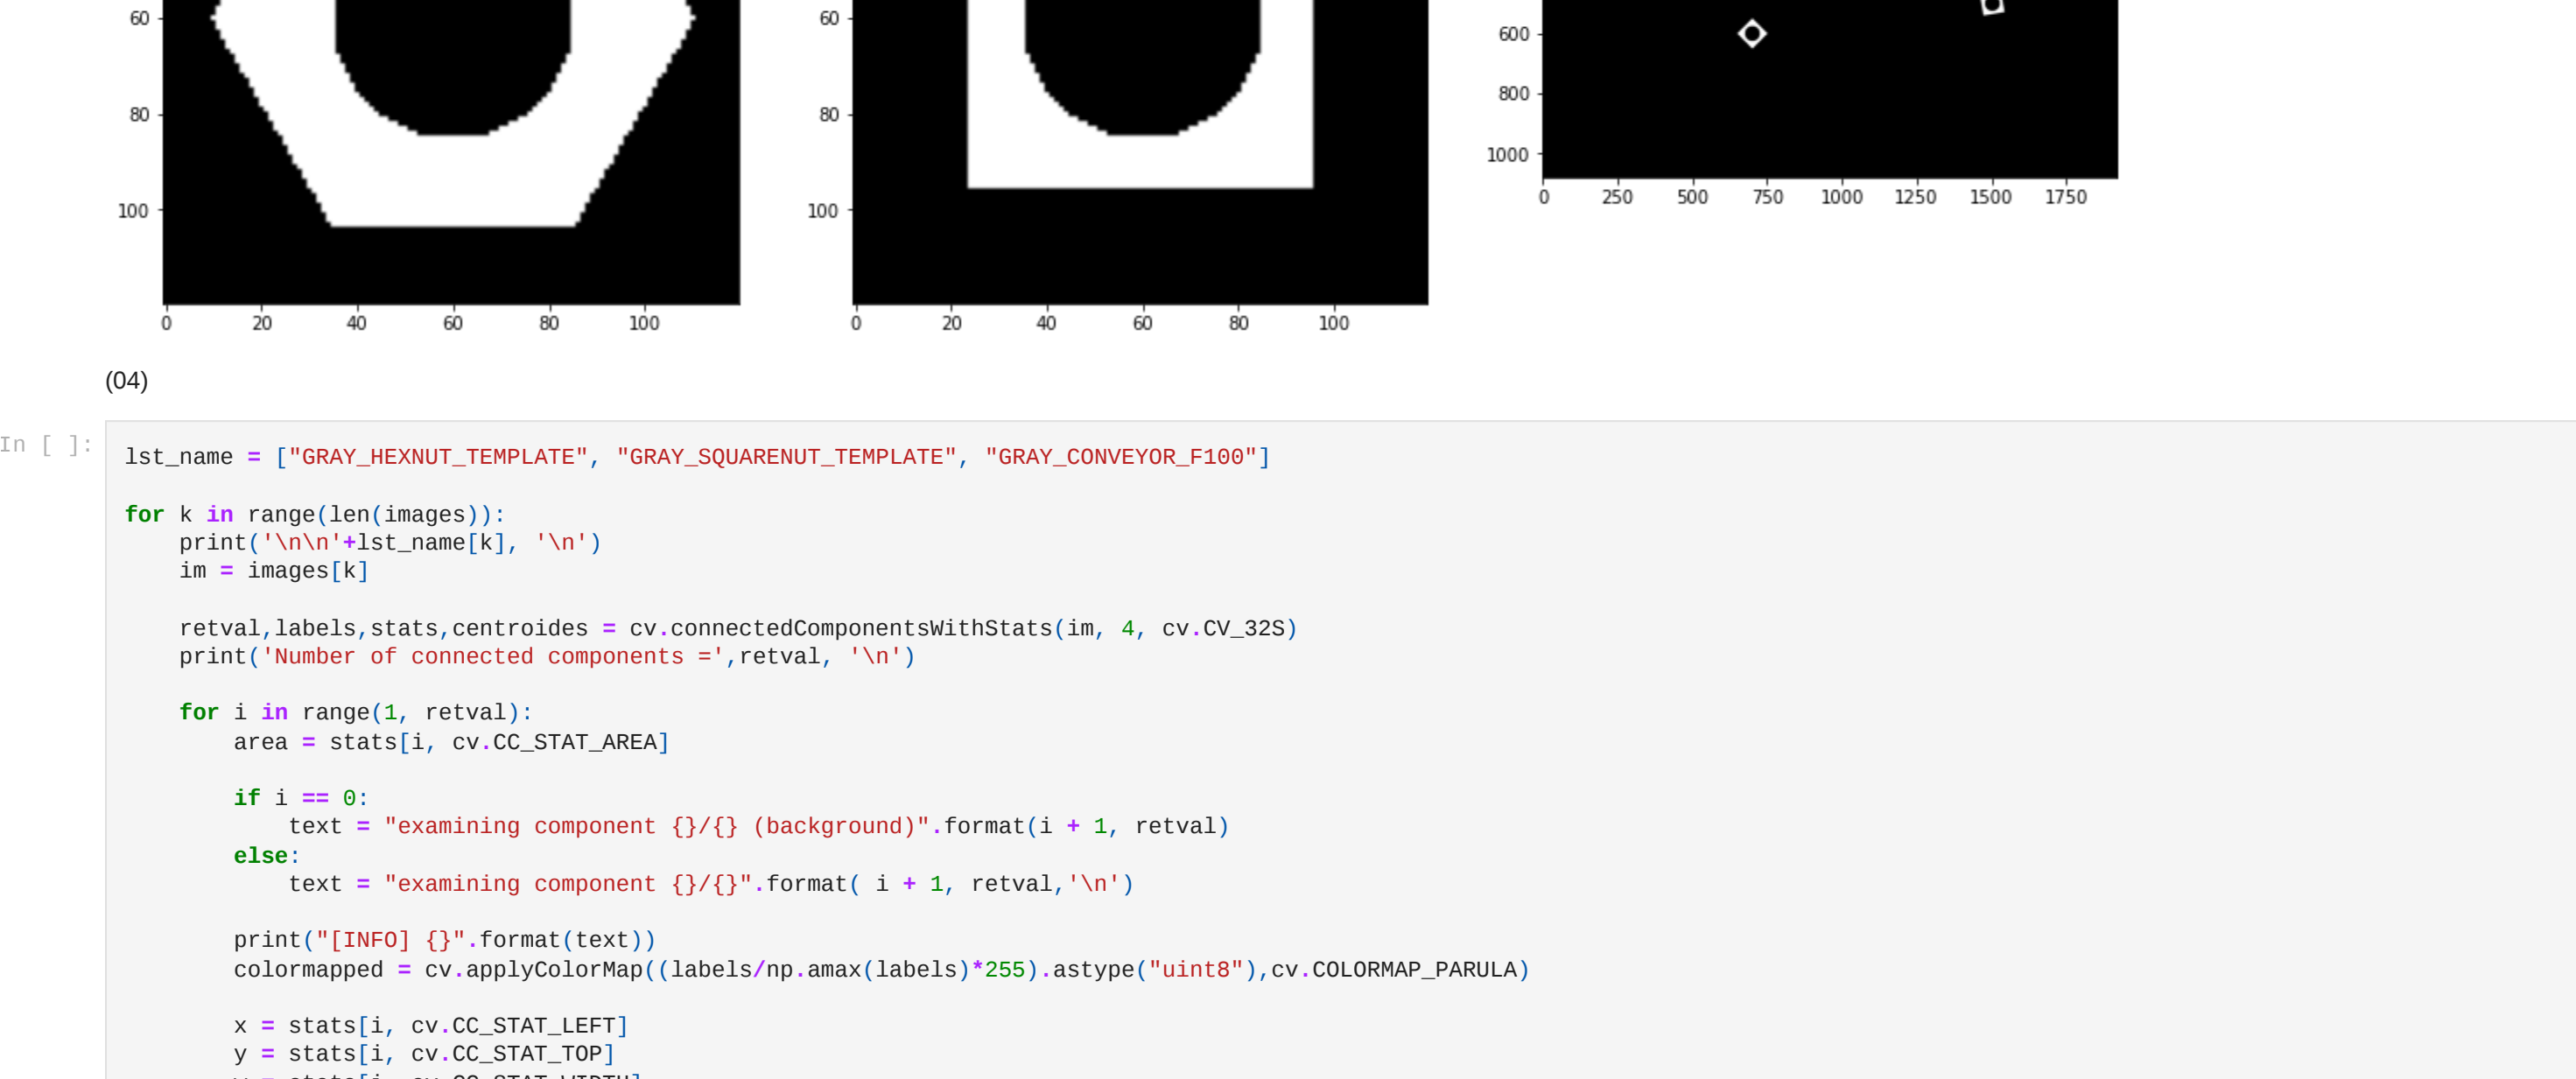 60
80
100
0 20 40 60 80 100
60
80
100
0 20 40 60 80 100
600
800
1000
0 250 500 750 1000 1250 1500 1750
(04)
In [ ]:
lst_name = ["GRAY_HEXNUT_TEMPLATE", "GRAY_SQUARENUT_TEMPLATE", "GRAY_CONVEYOR_F100"]
for k in range(len(images)):
    print('\n\n'+lst_name[k], '\n')
    im = images[k]
    retval,labels,stats,centroides = cv.connectedComponentsWithStats(im, 4, cv.CV_32S)
    print('Number of connected components =',retval, '\n')
    for i in range(1, retval):
        area = stats[i, cv.CC_STAT_AREA]
        if i == 0:
            text = "examining component {}/{} (background)".format(i + 1, retval)
        else:
            text = "examining component {}/{}".format( i + 1, retval,'\n')
        print("[INFO] {}".format(text))
        colormapped = cv.applyColorMap((labels/np.amax(labels)*255).astype("uint8"),cv.COLORMAP_PARULA)
        x = stats[i, cv.CC_STAT_LEFT]
        y = stats[i, cv.CC_STAT_TOP]